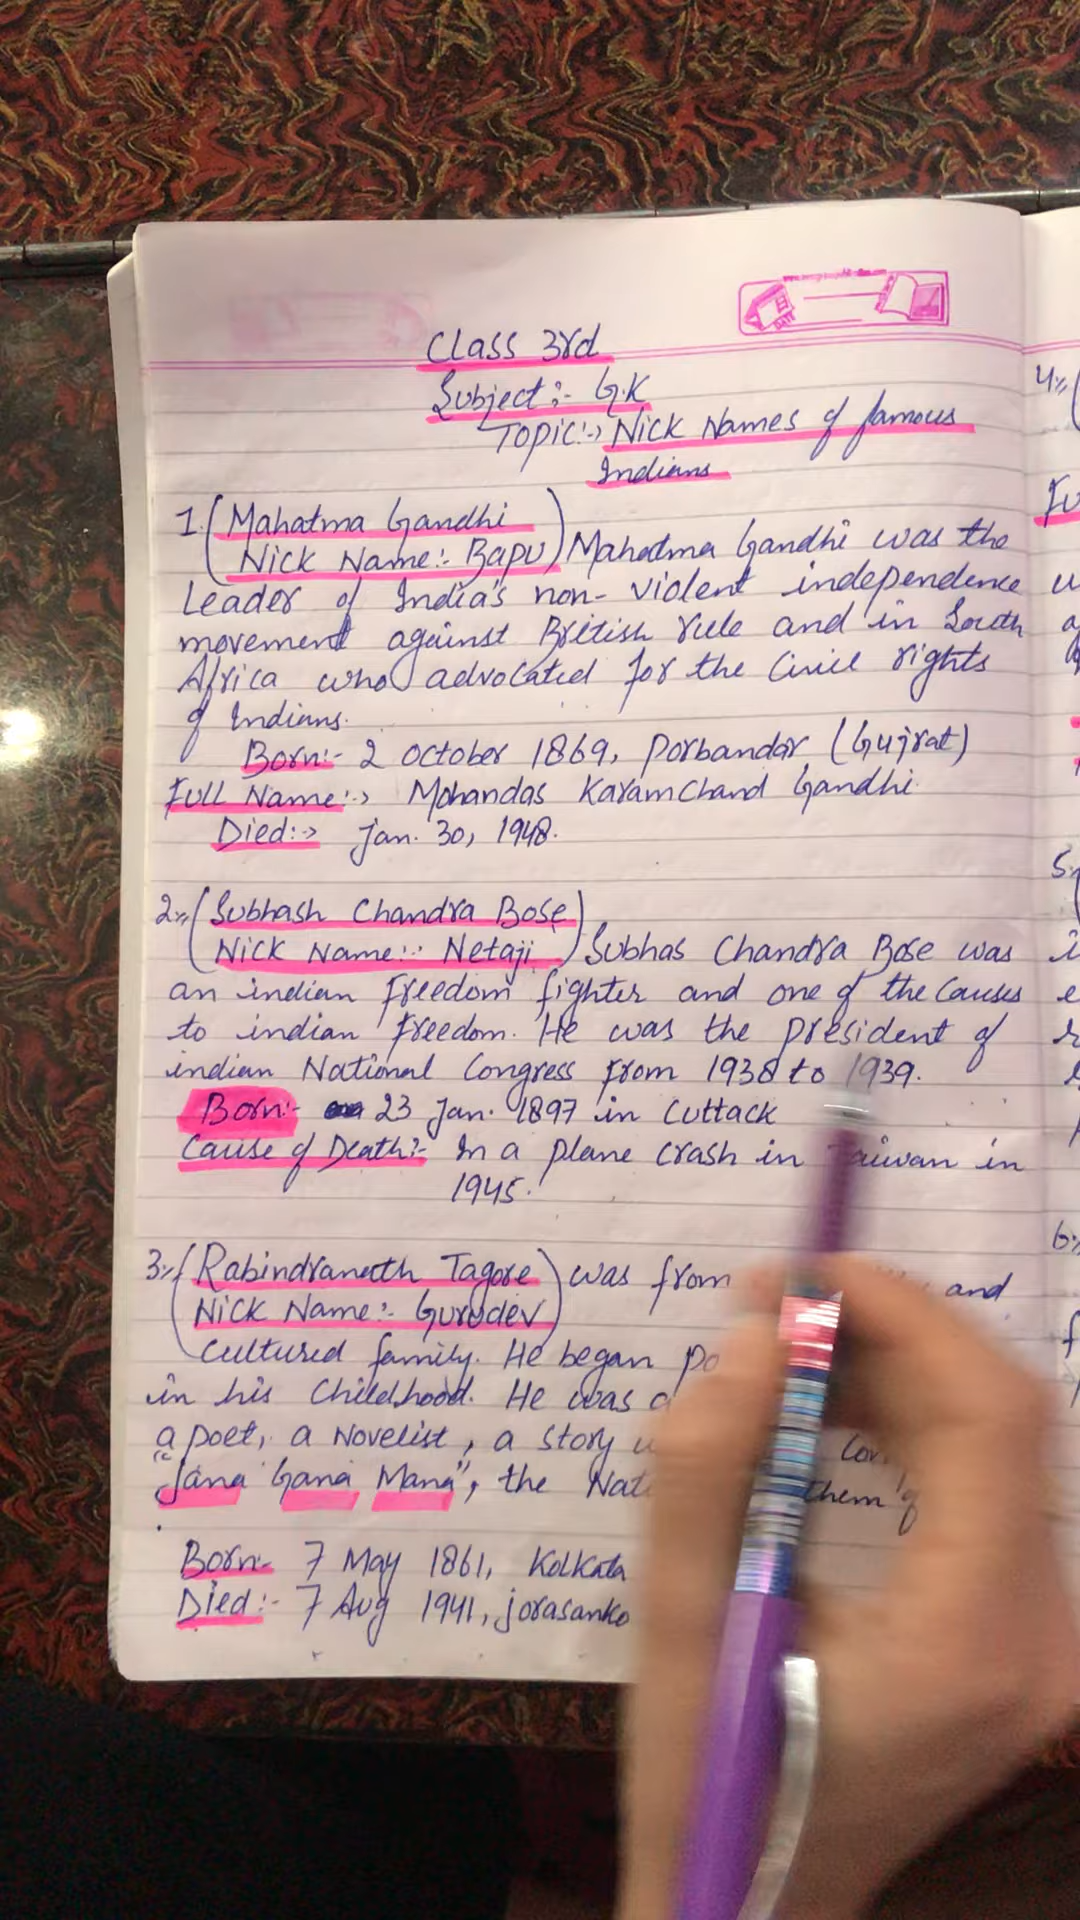 Class 3rd
Subject:- G.K
Topic:-> Nick Names of famous
Indians
1. (Mahatma Gandhi
Nick Name:- Bapu) Mahatma Gandhi was the
Leader of India's non-violent independence
movement against British rule and in South
Africa who advocated for the Civil rights
of Indians.
Born:- 2 October 1869, Porbandar (Gujrat)
Full Name:-> Mohandas Karamchand Gandhi.
Died:-> Jan. 30, 1948.
2. (Subhash Chandra Bose
Nick Name:- Netaji) Subhas Chandra Bose was
an indian freedom fighter and one of the Causes
to indian freedom. He was the president of
indian National Congress from 1938 to 1939.
Born:- 23 Jan. 1897 in Cuttack
Cause of Death:- In a plane crash in Taiwan in
1945.
3. (Rabindranath Tagore
Nick Name:- Gurudev) was from and
Cultured family. He began
in his Childhood. He was
a poet, a Novelist, a story
"Jana Gana Mana", the
Born:- 7 May 1861, Kolkata
Died:- 7 Aug 1941, jorasanko
4.
5.
6.